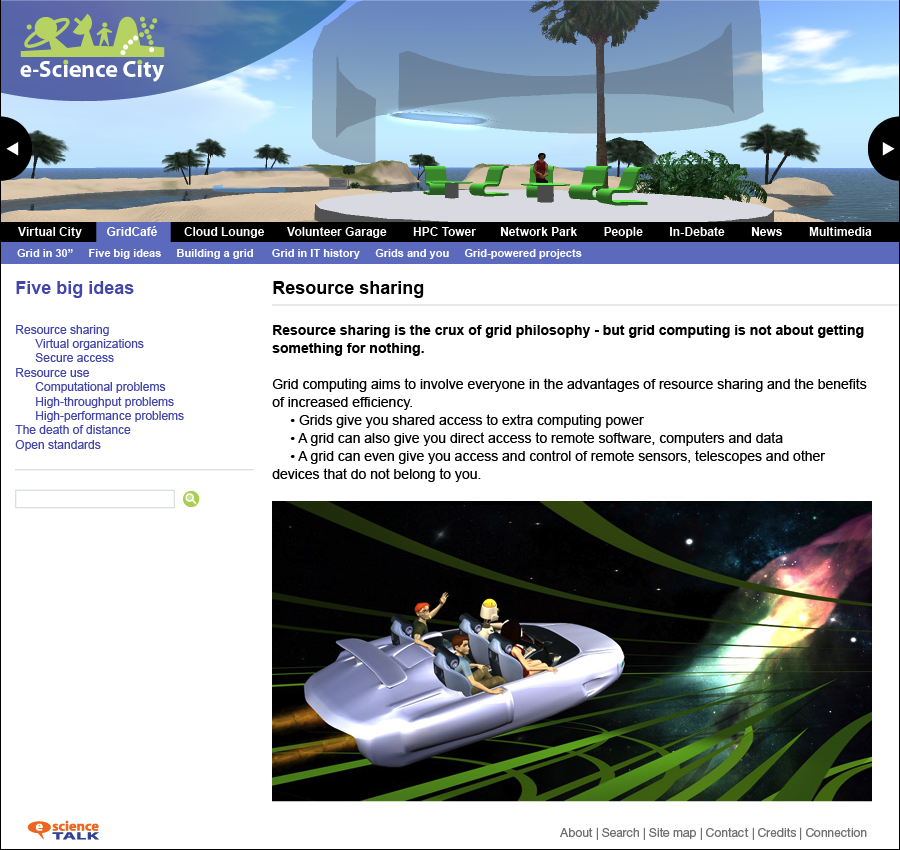 e-Science City
Virtual City GridCafé Cloud Lounge Volunteer Garage HPC Tower Network Park People In-Debate News Multimedia
Grid in 30” Five big ideas Building a grid Grid in IT history Grids and you Grid-powered projects
Five big ideas
Resource sharing
Virtual organizations
Secure access
Resource use
Computational problems
High-throughput problems
High-performance problems
The death of distance
Open standards
Resource sharing
Resource sharing is the crux of grid philosophy - but grid computing is not about getting
something for nothing.
Grid computing aims to involve everyone in the advantages of resource sharing and the benefits
of increased efficiency.
• Grids give you shared access to extra computing power
• A grid can also give you direct access to remote software, computers and data
• A grid can even give you access and control of remote sensors, telescopes and other
devices that do not belong to you.
e science
TALK
About | Search | Site map | Contact | Credits | Connection